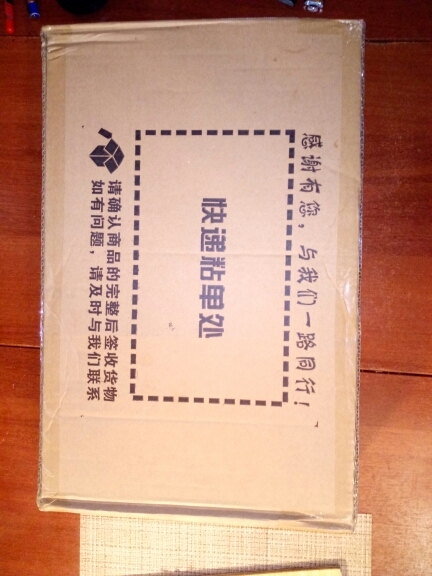 感谢有您，与我们一路同行！
快递粘单处
请确认商品的完整后签收货物
如有问题，请及时与我们联系